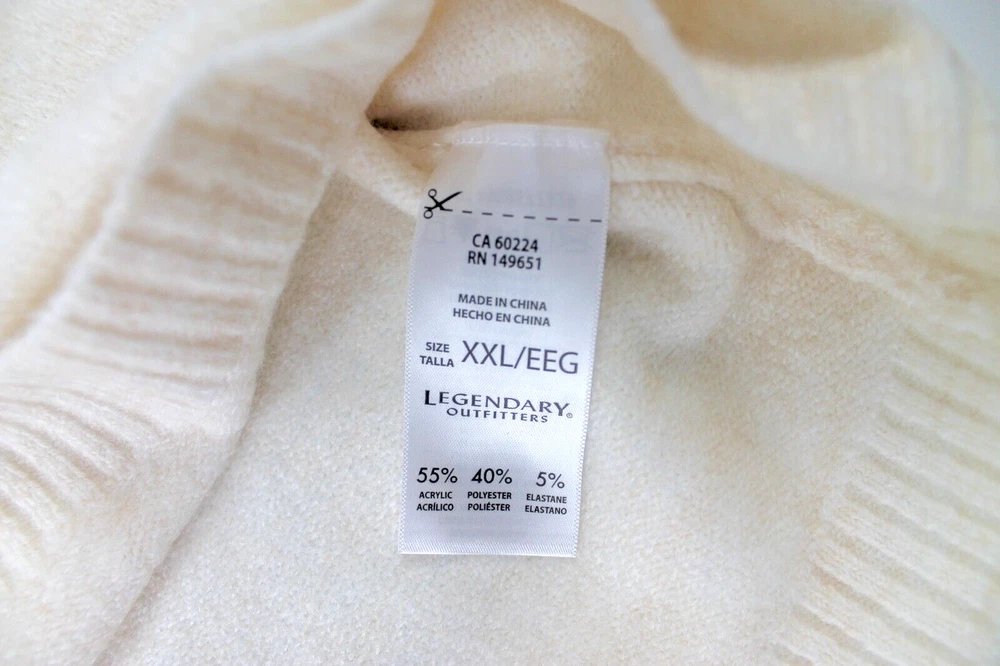 CA 60224
RN 149651
MADE IN CHINA
HECHO EN CHINA
SIZE
TALLA
XXL/EEG
LEGENDARY®
OUTFITTERS
55% 40% 5%
ACRYLIC POLYESTER ELASTANE
ACRÍLICO POLIÉSTER ELASTANO